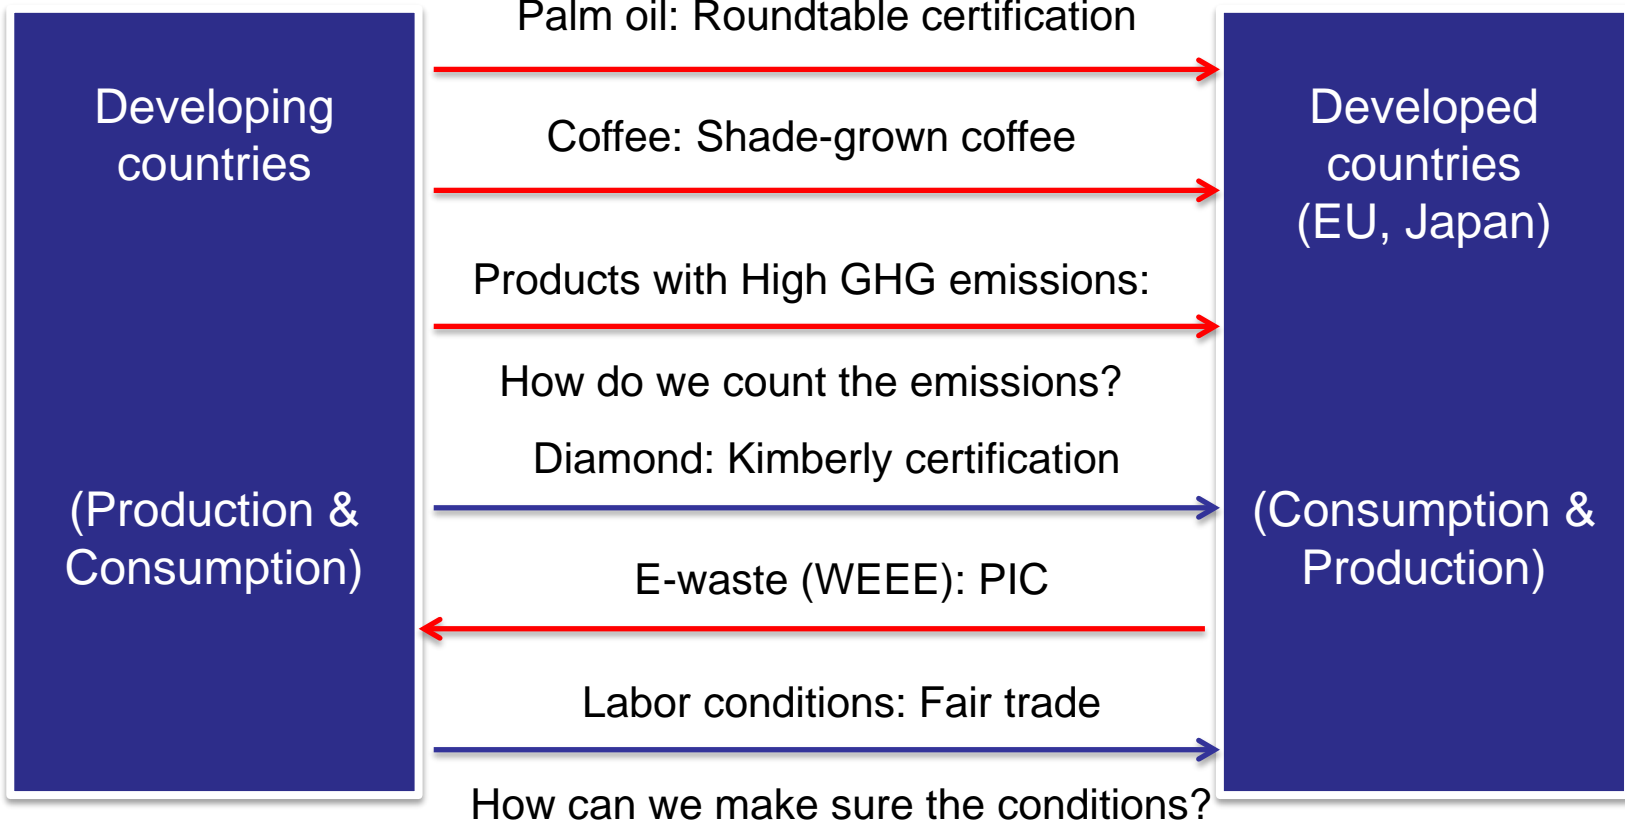 Palm oil: Roundtable certification
Developing
countries
Coffee: Shade-grown coffee
Developed
countries
(EU, Japan)
Products with High GHG emissions:
How do we count the emissions?
Diamond: Kimberly certification
(Production &
Consumption)
(Consumption &
Production)
E-waste (WEEE): PIC
Labor conditions: Fair trade
How can we make sure the conditions?